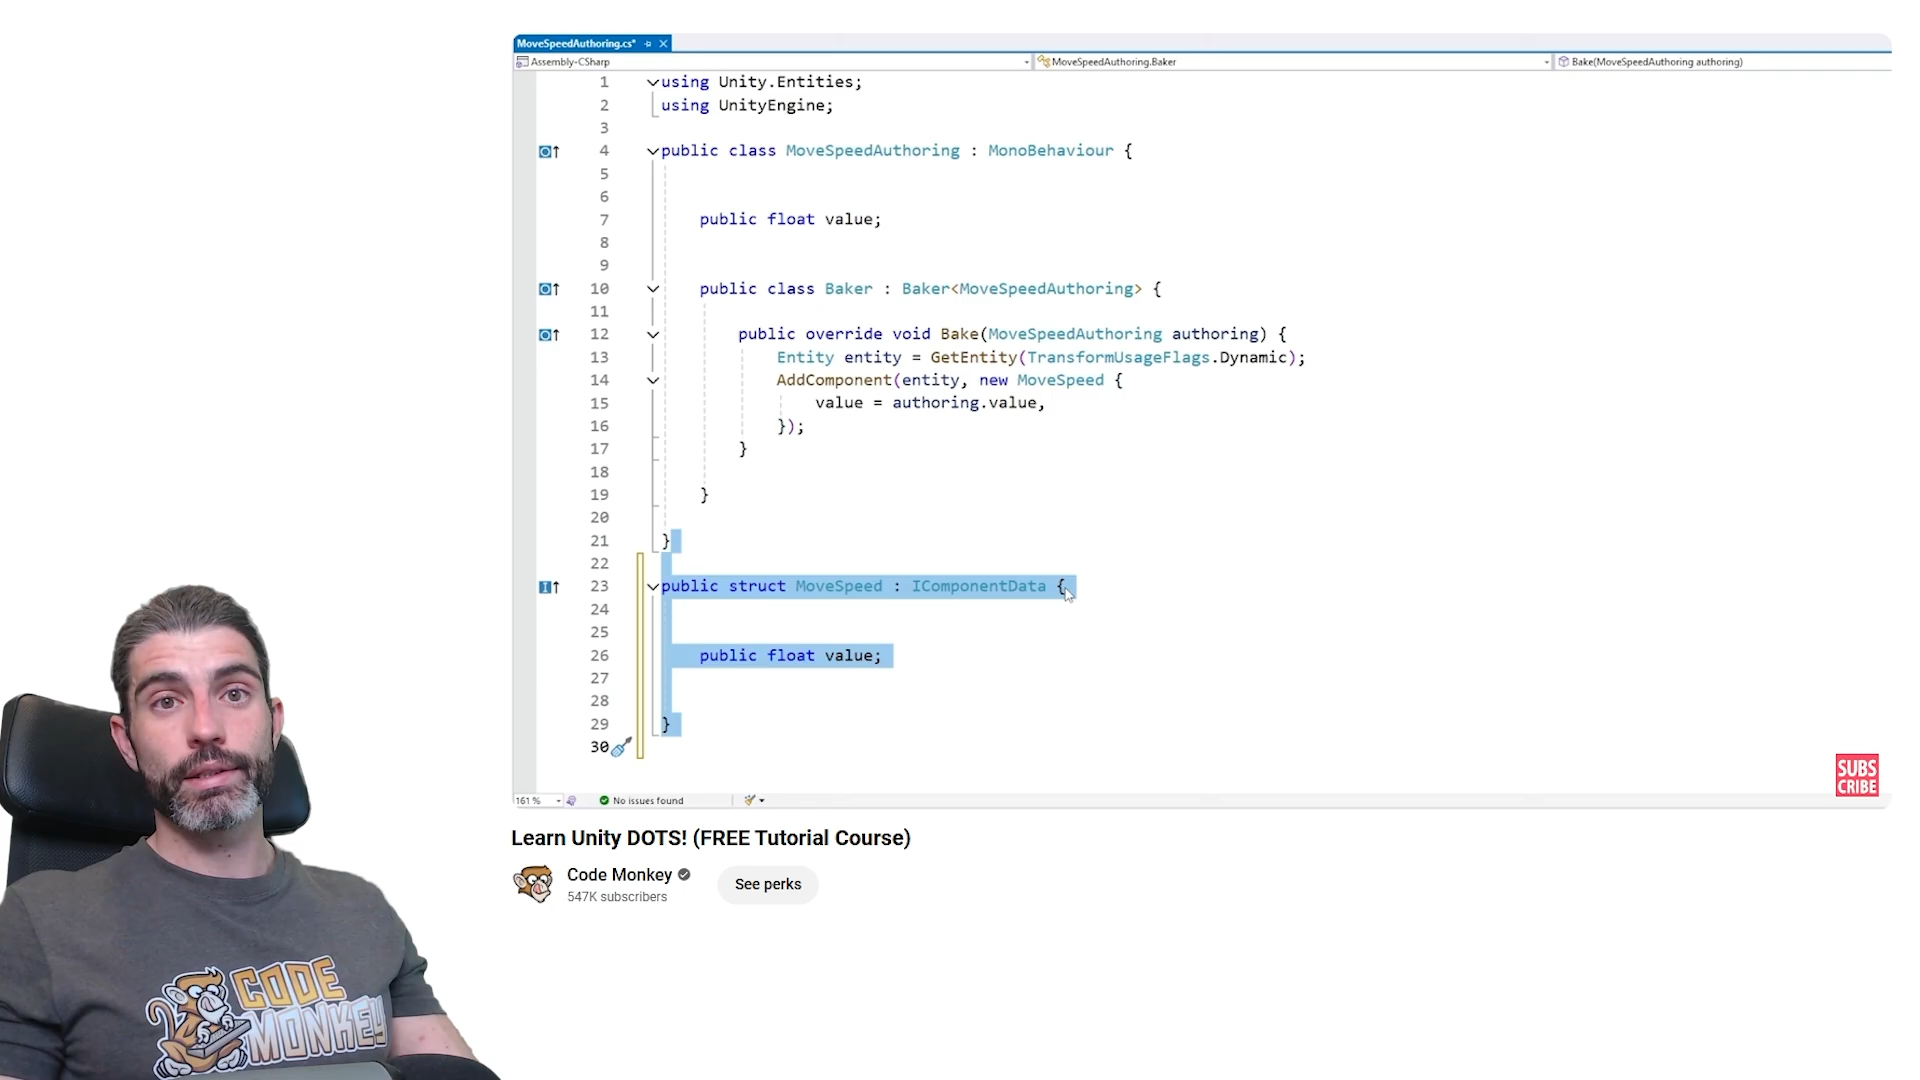 MoveSpeedAuthoring.cs*
Assembly-CSharp
MoveSpeedAuthoring.Baker
Bake(MoveSpeedAuthoring authoring)
1 using Unity.Entities;
2 using UnityEngine;
3
4 public class MoveSpeedAuthoring : MonoBehaviour {
5
6
7 public float value;
8
9
10 public class Baker : Baker<MoveSpeedAuthoring> {
11
12 public override void Bake(MoveSpeedAuthoring authoring) {
13 Entity entity = GetEntity(TransformUsageFlags.Dynamic);
14 AddComponent(entity, new MoveSpeed {
15 value = authoring.value,
16 });
17 }
18
19 }
20
21 }
22
23 public struct MoveSpeed : IComponentData {
24
25
26 public float value;
27
28
29 }
30
161 %
No issues found
SUBS
CRIBE
Learn Unity DOTS! (FREE Tutorial Course)
Code Monkey
547K subscribers
See perks
CODE
MONKEY